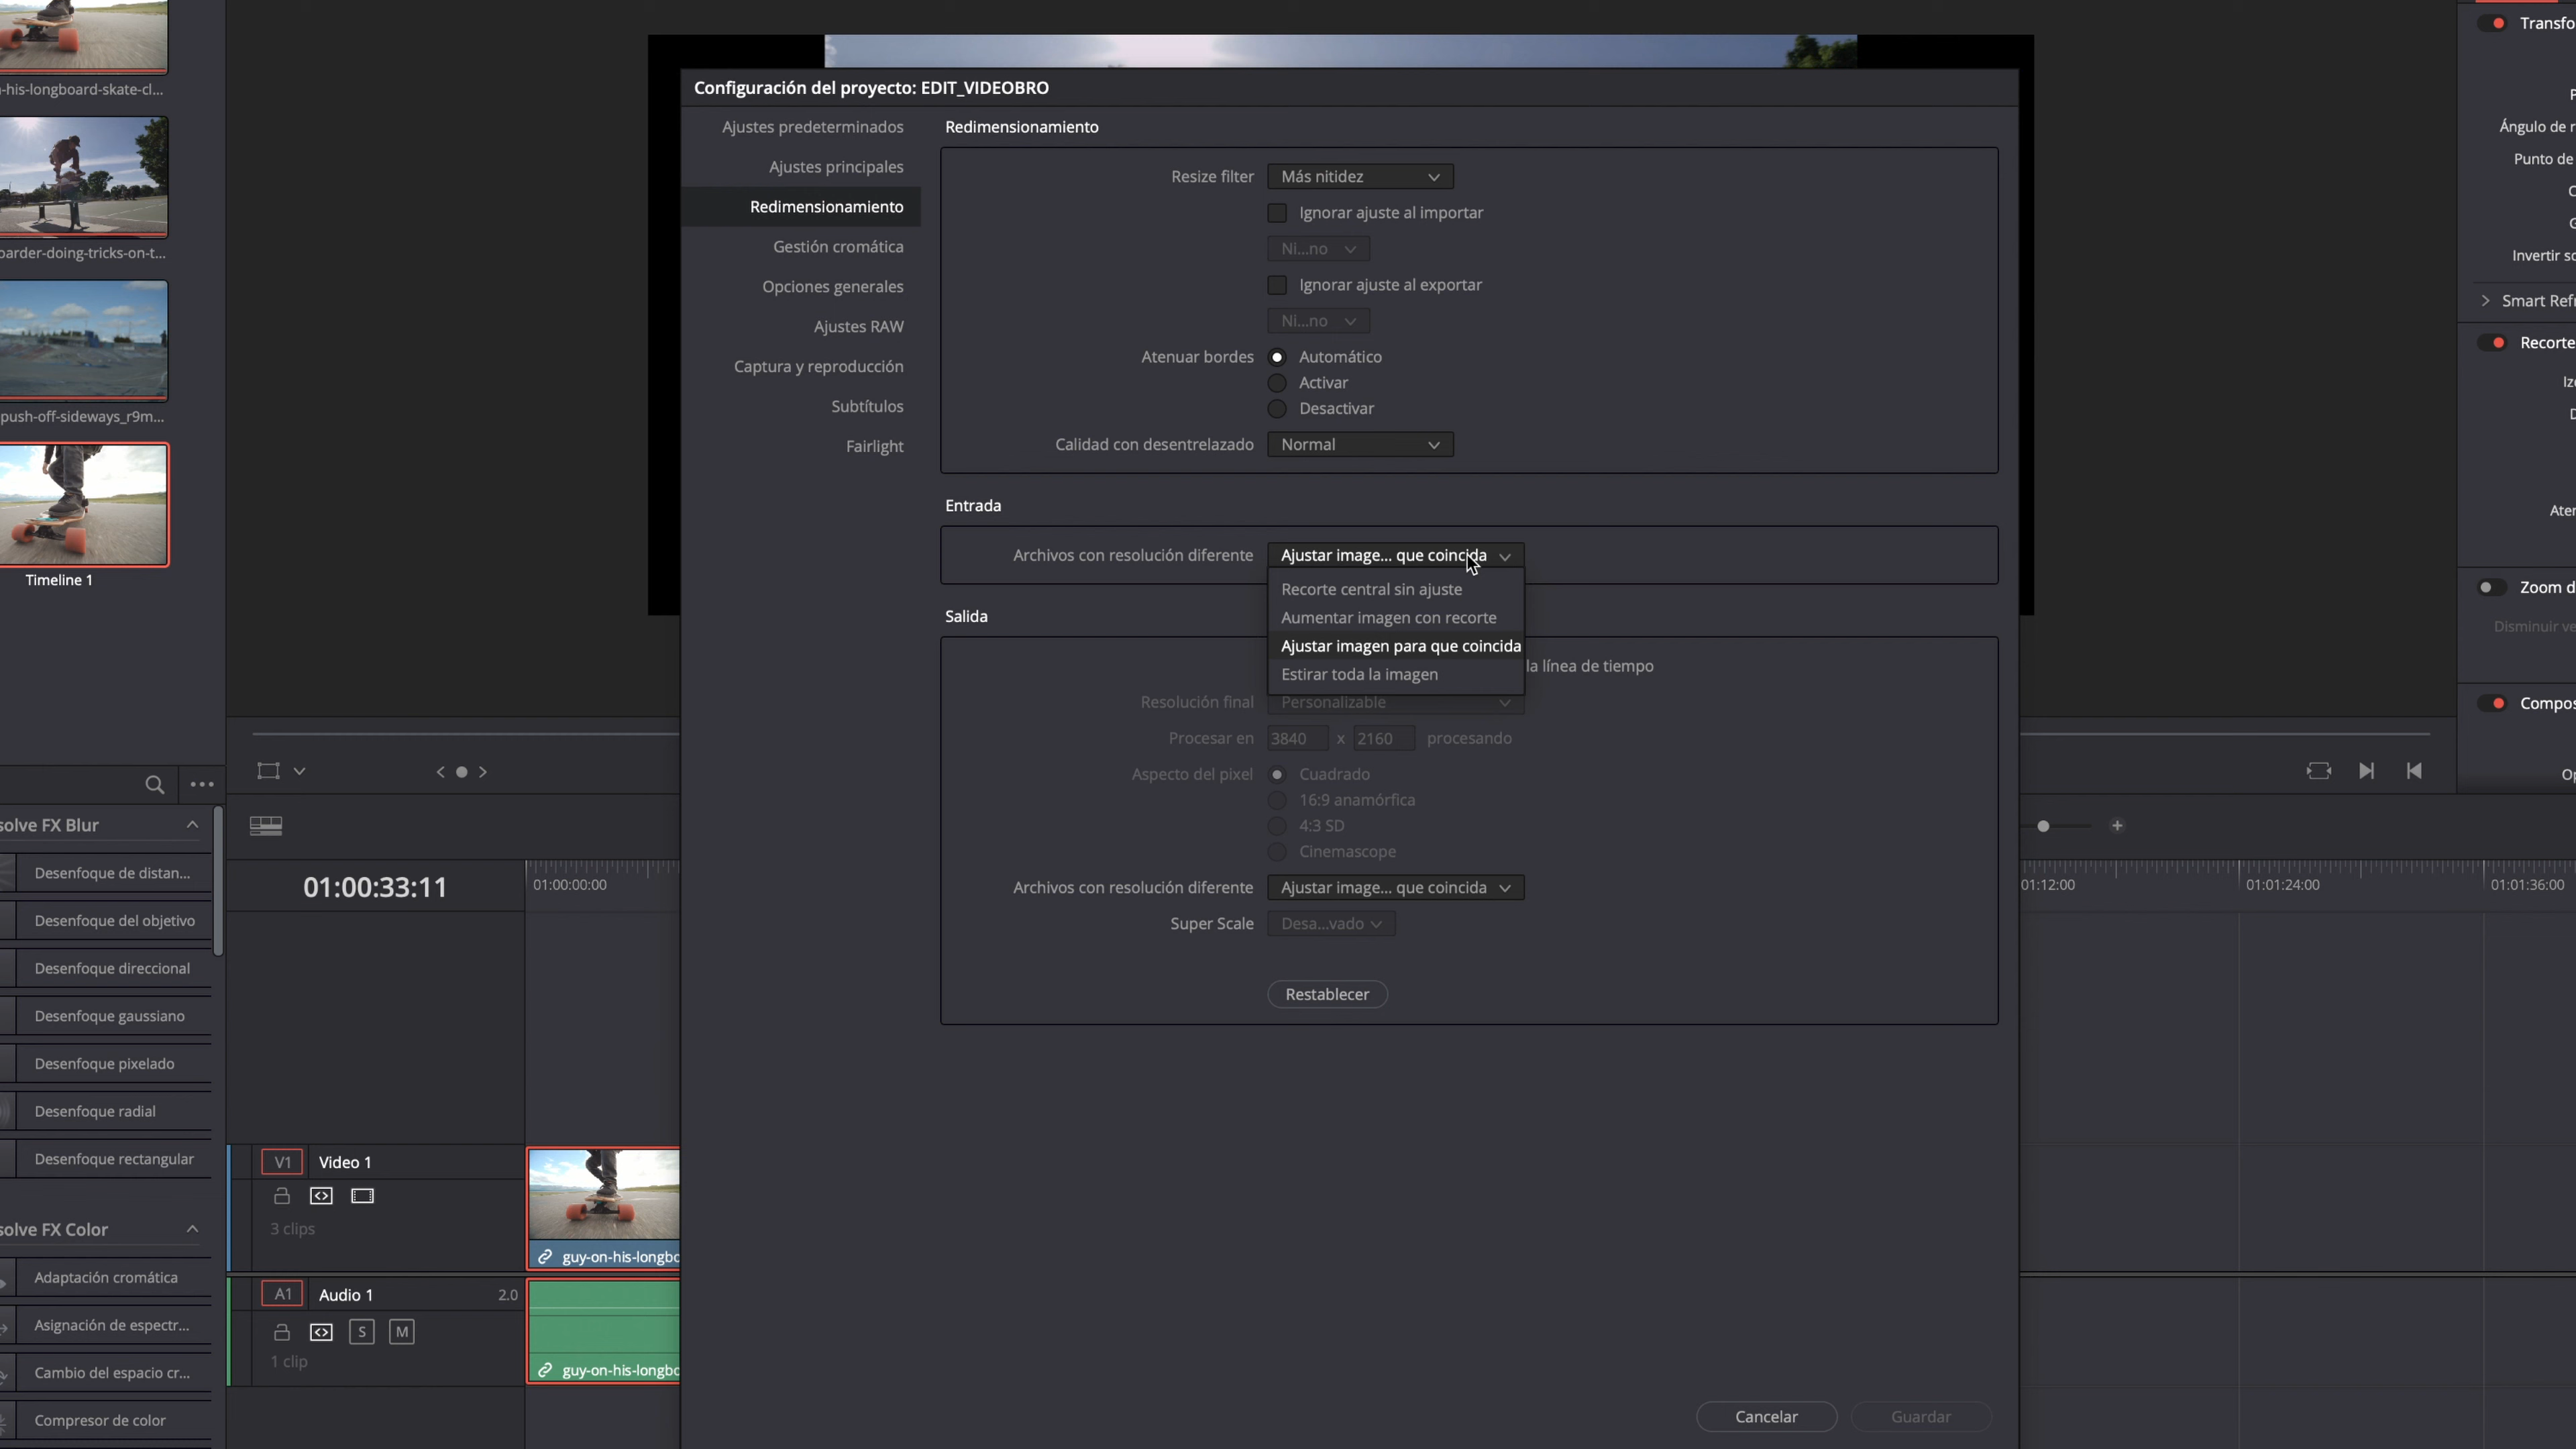 -his-longboard-skate-cl...
oarder-doing-tricks-on-t...
push-off-sideways_r9m...
Timeline 1
solve FX Blur
Desenfoque de distan...
Desenfoque del objetivo
Desenfoque direccional
Desenfoque gaussiano
Desenfoque pixelado
Desenfoque radial
Desenfoque rectangular
solve FX Color
Adaptación cromática
Asignación de espectr...
Cambio del espacio cr...
Compresor de color
Configuración del proyecto: EDIT_VIDEOBRO
Ajustes predeterminados
Ajustes principales
Redimensionamiento
Gestión cromática
Opciones generales
Ajustes RAW
Captura y reproducción
Subtítulos
Fairlight
Redimensionamiento
Resize filter Más nitidez
Ignorar ajuste al importar
Ni...no
Ignorar ajuste al exportar
Ni...no
Atenuar bordes Automático
Activar
Desactivar
Calidad con desentrelazado Normal
Entrada
Archivos con resolución diferente Ajustar image... que coincida
Recorte central sin ajuste
Aumentar imagen con recorte
Ajustar imagen para que coincida
Estirar toda la imagen
Salida
la línea de tiempo
Resolución final Personalizable
Procesar en 3840 x 2160 procesando
Aspecto del pixel Cuadrado
16:9 anamórfica
4:3 SD
Cinemascope
Archivos con resolución diferente Ajustar image... que coincida
Super Scale Desa...vado
Restablecer
Cancelar Guardar
01:00:33:11
01:00:00:00
01:12:00 01:01:24:00 01:01:36:00
V1 Video 1
3 clips
guy-on-his-longbo
A1 Audio 1 2.0
S M
1 clip
guy-on-his-longbo
Transfo
P
Ángulo de r
Punto de
C
G
Invertir so
Smart Refr
Recorte
Izq
D
Aten
Zoom d
Disminuir ve
Compos
Op